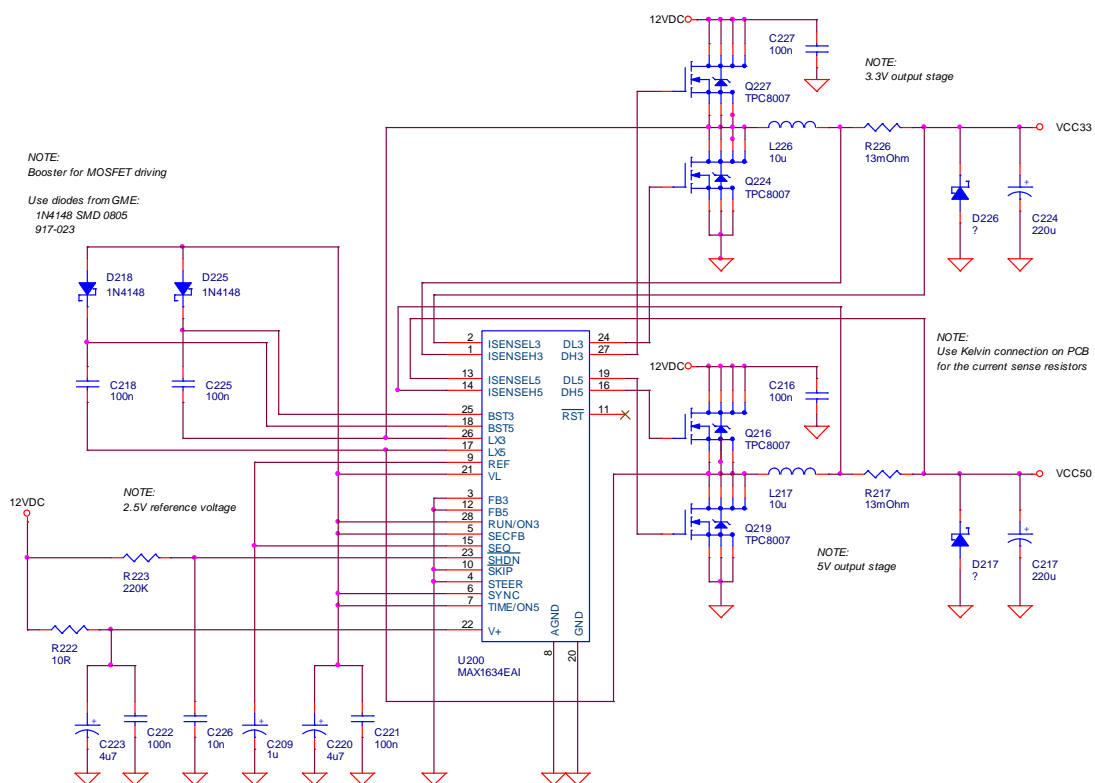 12VDC
C227
100n
NOTE:
3.3V output stage
Q227
TPC8007
VCC33
L226
10u
R226
13mOhm
NOTE:
Booster for MOSFET driving
Use diodes from GME:
1N4148 SMD 0805
917-023
Q224
TPC8007
D226
?
C224
220u
D218
1N4148
D225
1N4148
C218
100n
C225
100n
2 ISENSEL3
1 ISENSEH3
13 ISENSEL5
14 ISENSEH5
25 BST3
18 BST5
26 LX3
17 LX5
9 REF
21 VL
3 FB3
12 FB5
28 RUN/ON3
5 SECFB
15 SEQ
23 SHDN
10 SKIP
4 STEER
6 SYNC
7 TIME/ON5
22 V+
DL3 24
DH3 27
DL5 19
DH5 16
RST 11
AGND 8
GND 20
U200
MAX1634EAI
NOTE:
Use Kelvin connection on PCB
for the current sense resistors
12VDC
C216
100n
Q216
TPC8007
VCC50
L217
10u
R217
13mOhm
Q219
TPC8007
NOTE:
5V output stage
D217
?
C217
220u
12VDC
NOTE:
2.5V reference voltage
R223
220K
R222
10R
C223
4u7
C222
100n
C226
10n
C209
1u
C220
4u7
C221
100n